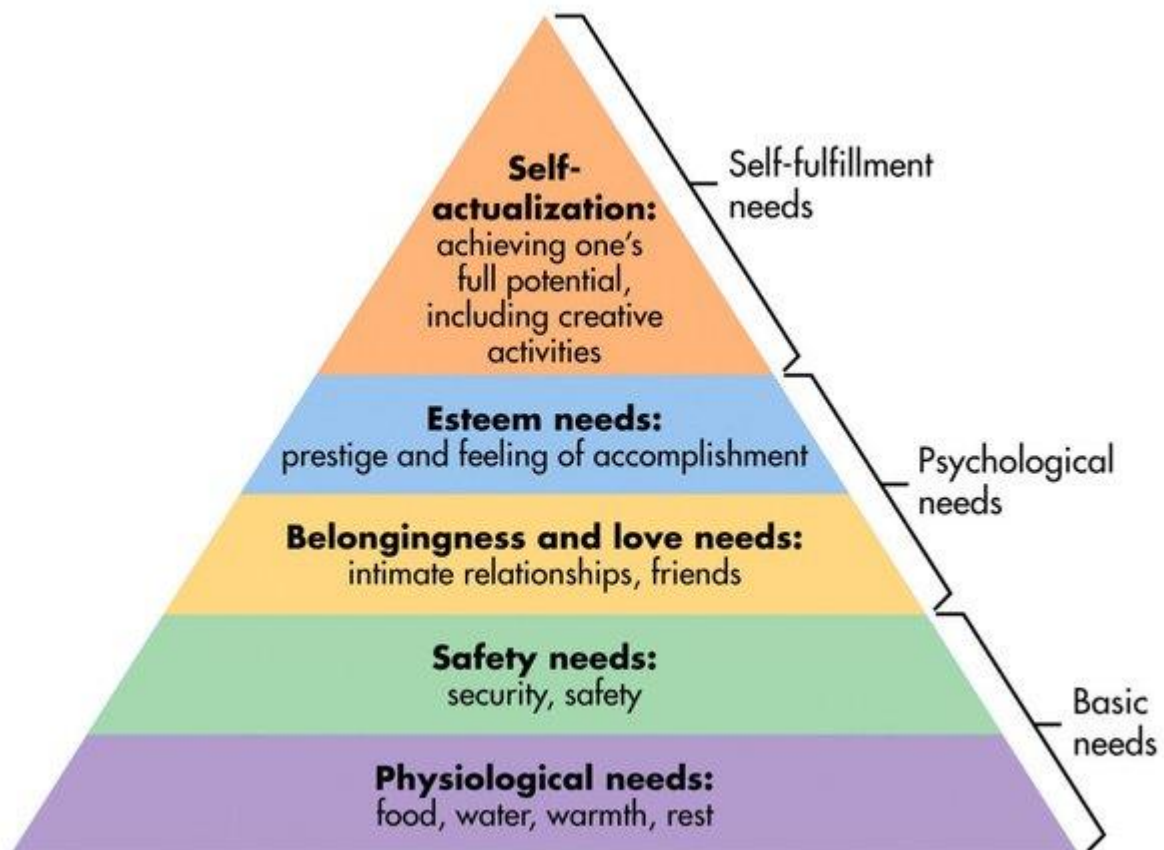 Self-
actualization:
achieving one's
full potential,
including creative
activities
Self-fulfillment
needs
Esteem needs:
prestige and feeling of accomplishment
Psychological
needs
Belongingness and love needs:
intimate relationships, friends
Safety needs:
security, safety
Basic
needs
Physiological needs:
food, water, warmth, rest